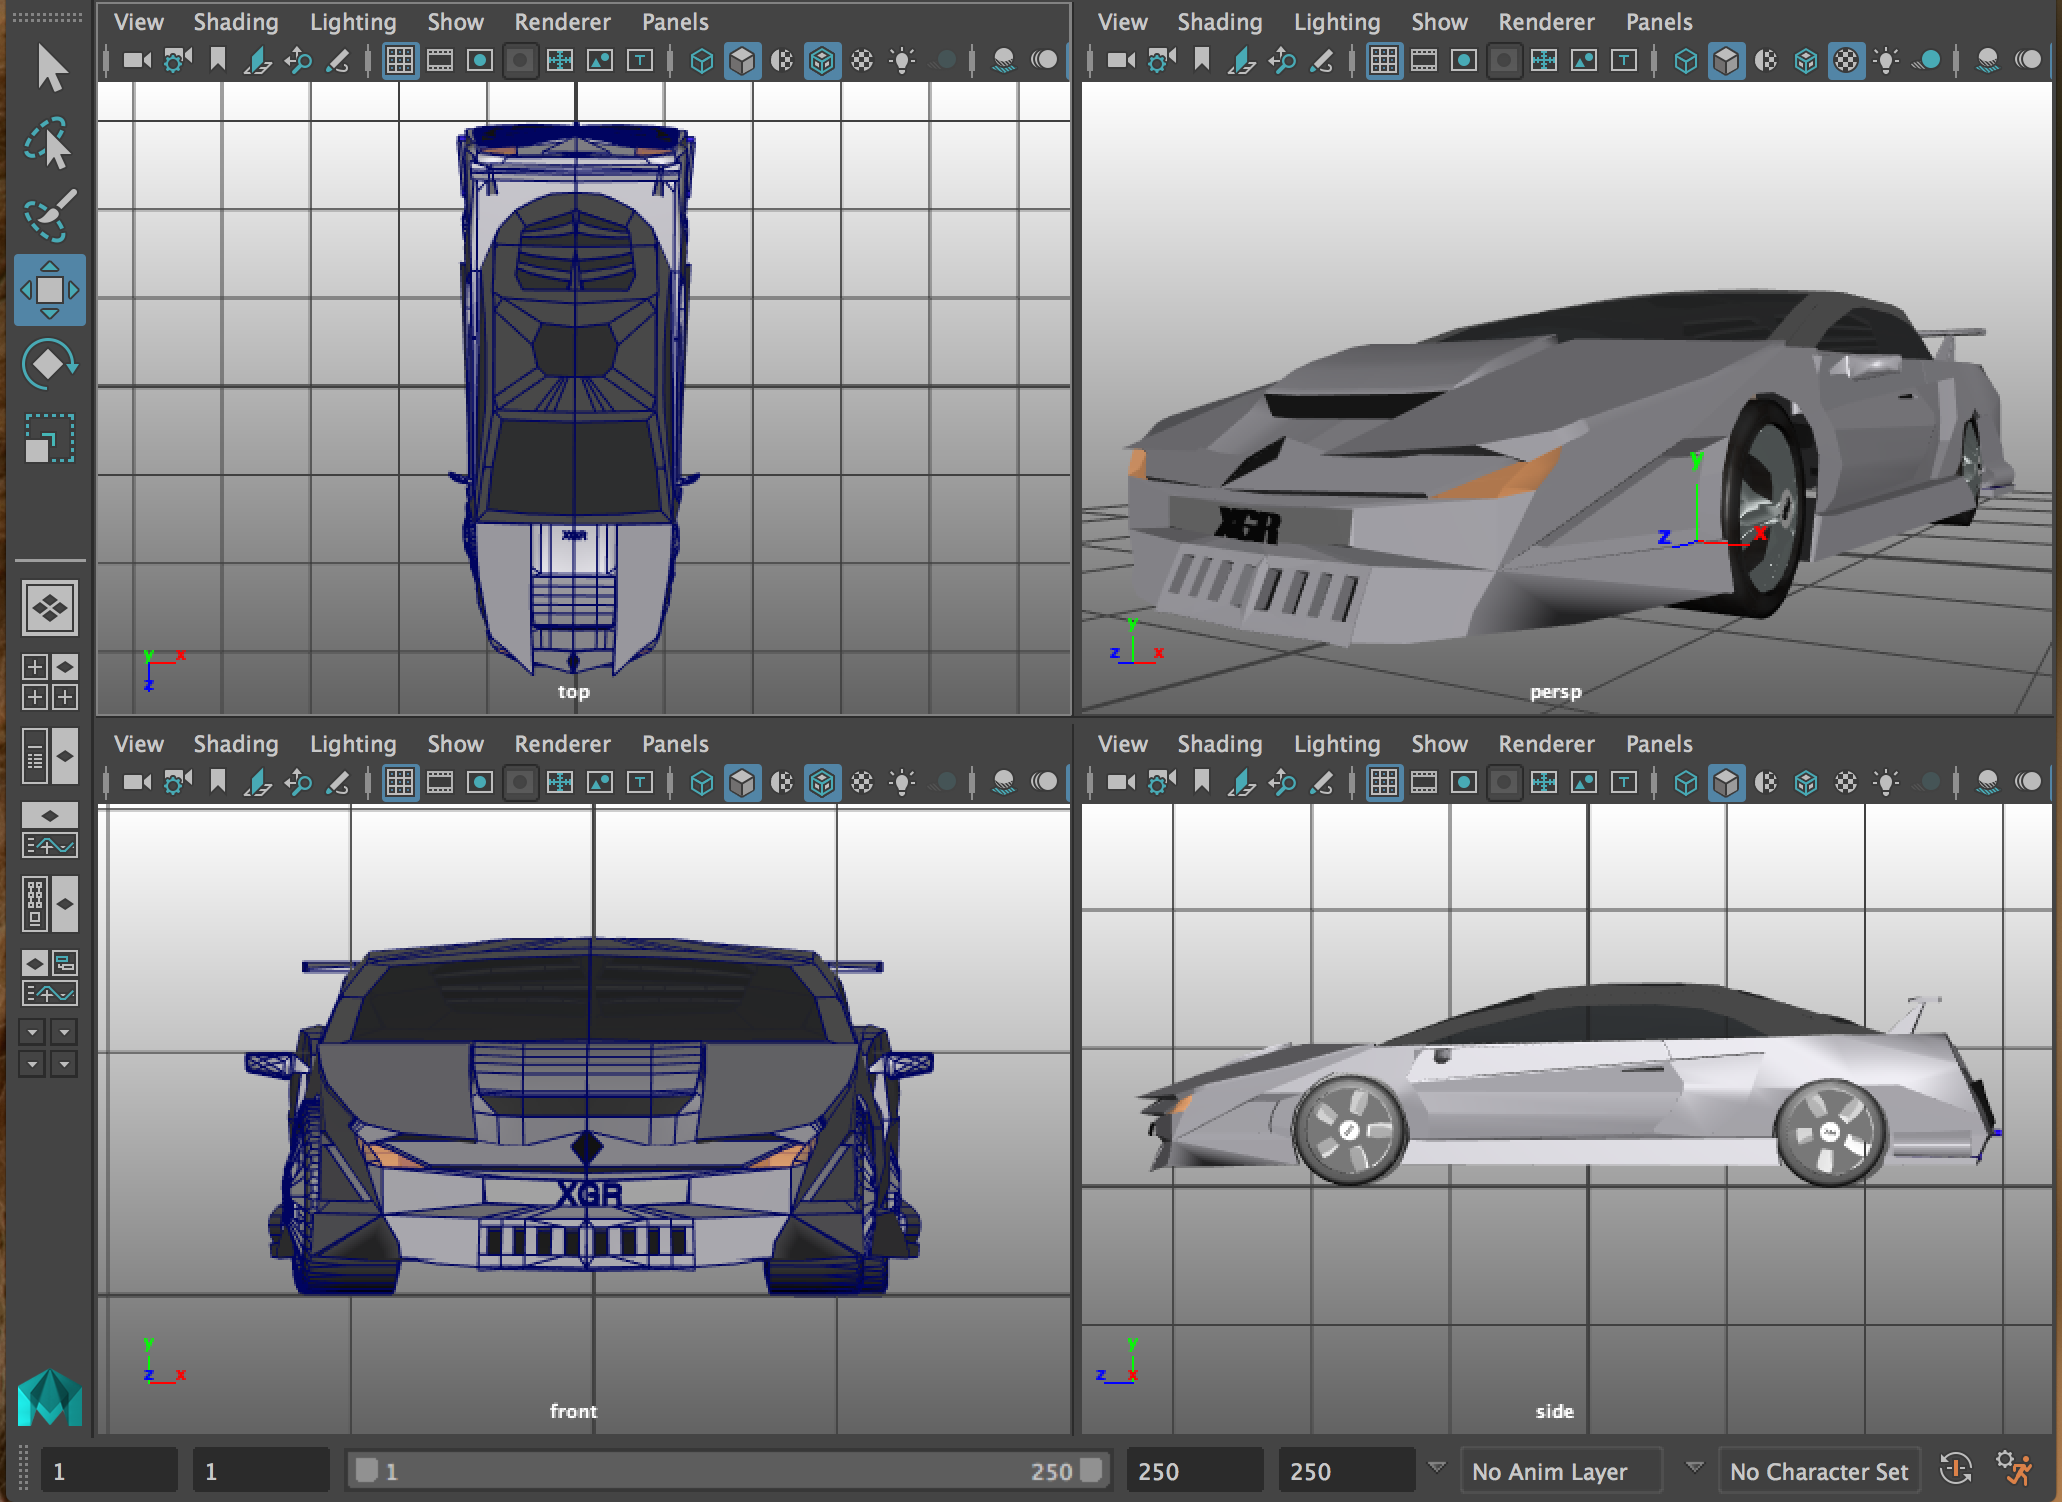 View Shading Lighting Show Renderer Panels
View Shading Lighting Show Renderer Panels
T
T
XGR
y x
z
top
XGR
y
z x
y
z x
persp
View Shading Lighting Show Renderer Panels
View Shading Lighting Show Renderer Panels
T
T
XGR
y
z x
front
y
z x
side
1 1 1 250 250 250 No Anim Layer No Character Set